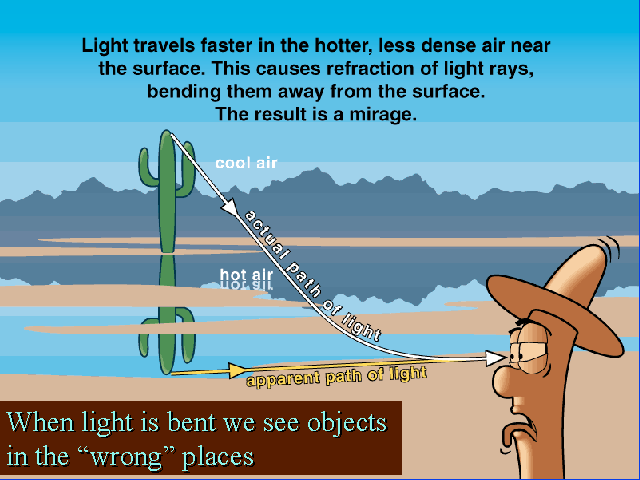 Light travels faster in the hotter, less dense air near
the surface. This causes refraction of light rays,
bending them away from the surface.
The result is a mirage.
cool air
actual path of light
hot air
hot air
apparent path of light
When light is bent we see objects
in the “wrong” places